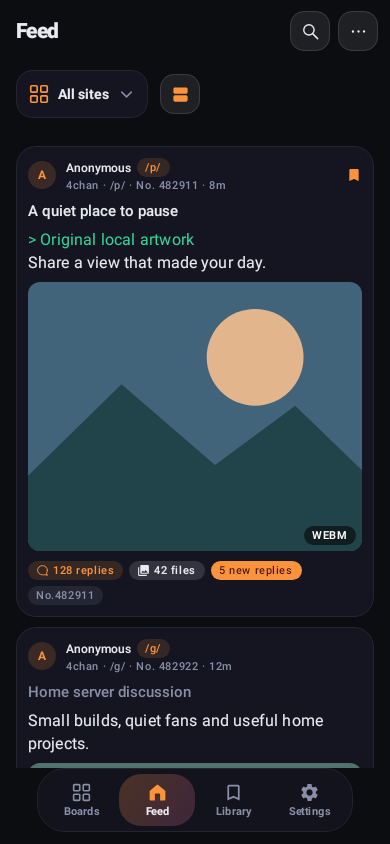 Feed
All sites
A
Anonymous /p/
4chan · /p/ · No. 482911 · 8m
A quiet place to pause
> Original local artwork
Share a view that made your day.
WEBM
128 replies 42 files 5 new replies
No.482911
A
Anonymous /g/
4chan · /g/ · No. 482922 · 12m
Home server discussion
Small builds, quiet fans and useful home
projects.
Boards Feed Library Settings